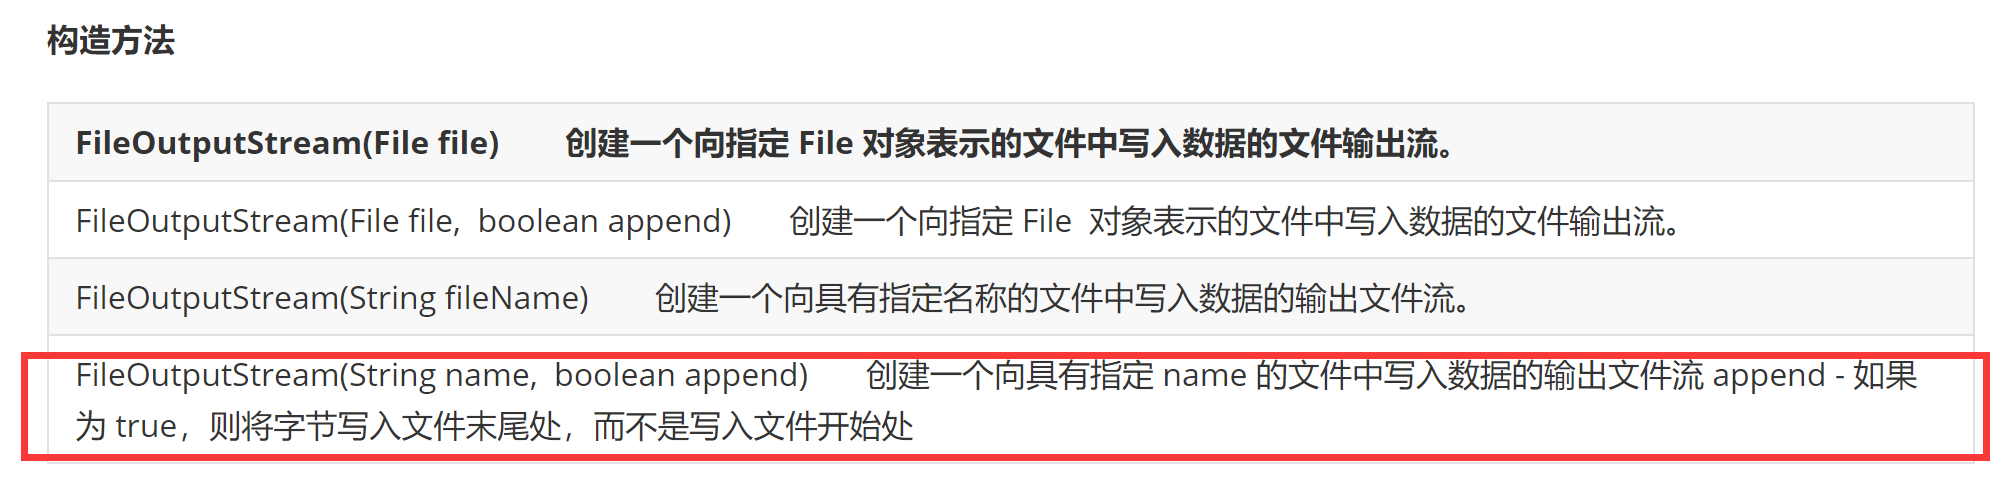 构造方法
FileOutputStream(File file) 创建一个向指定 File 对象表示的文件中写入数据的文件输出流。
FileOutputStream(File file, boolean append) 创建一个向指定 File 对象表示的文件中写入数据的文件输出流。
FileOutputStream(String fileName) 创建一个向具有指定名称的文件中写入数据的输出文件流。
FileOutputStream(String name, boolean append) 创建一个向具有指定 name 的文件中写入数据的输出文件流 append - 如果
为 true，则将字节写入文件末尾处，而不是写入文件开始处